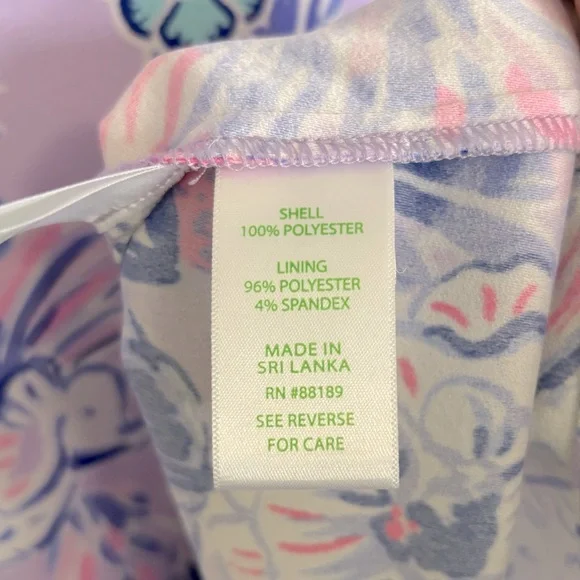 SHELL
100% POLYESTER
LINING
96% POLYESTER
4% SPANDEX
MADE IN
SRI LANKA
RN #88189
SEE REVERSE
FOR CARE